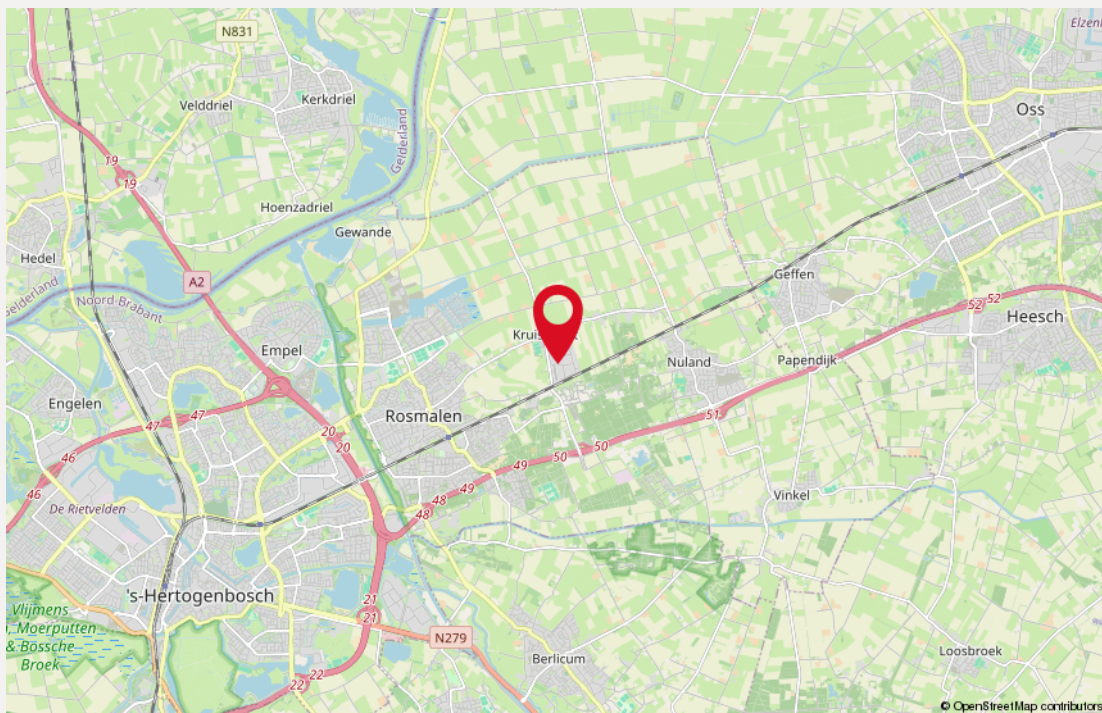 N831
Elzen
Velddriel
Kerkdriel
Oss
Gelderland
19
19
Hoenzadriel
Gewande
Hedel
A2
Geffen
elderland
Noord-Brabant
52
52
Heesch
Empel
Nuland
Papendijk
Engelen
47
47
Rosmalen
51
20
20
46
46
50
50
49
49
48
48
De Rietvelden
Vinkel
's-Hertogenbosch
21
21
Vlijmens
, Moerputten
& Bossche
Broek
N279
22
22
Berlicum
Loosbroek
© OpenStreetMap contributors